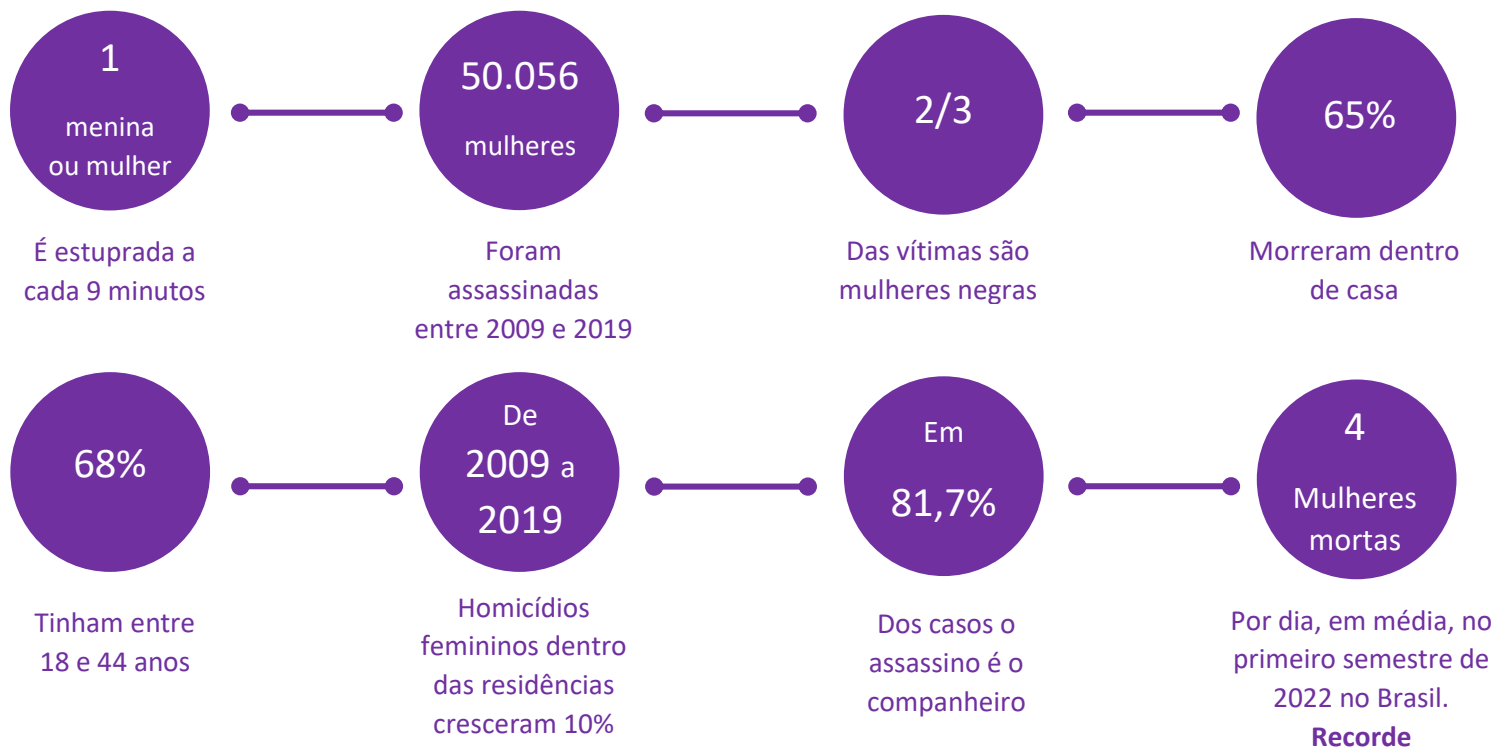 1
menina
ou mulher
É estuprada a
cada 9 minutos
50.056
mulheres
Foram
assassinadas
entre 2009 e 2019
2/3
Das vítimas são
mulheres negras
65%
Morreram dentro
de casa
68%
Tinham entre
18 e 44 anos
De
2009 a
2019
Homicídios
femininos dentro
das residências
cresceram 10%
Em
81,7%
Dos casos o
assassino é o
companheiro
4
Mulheres
mortas
Por dia, em média, no
primeiro semestre de
2022 no Brasil.
Recorde